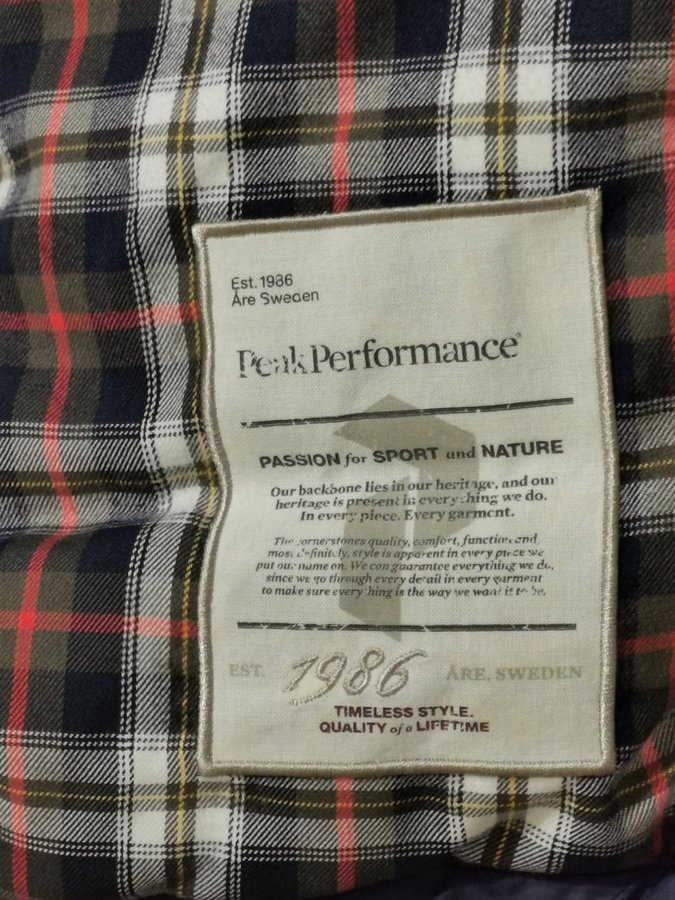 Est. 1986
Åre Sweden
Peak Performance®
PASSION for SPORT and NATURE
Our backbone lies in our heritage, and our
heritage is present in everything we do.
In every piece. Every garment.
The cornerstones quality, comfort, function and
most definitely, style is apparent in every piece we
put our name on. We can guarantee everything we do,
since we go through every detail in every garment
to make sure everything is the way we want it to be.
EST. 1986 ÅRE, SWEDEN
TIMELESS STYLE.
QUALITY of a LIFETIME